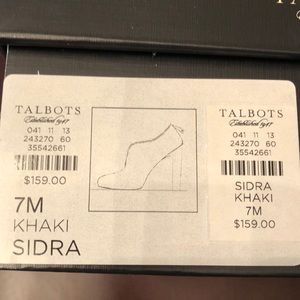 TALBOTS
Established 1947
041 11 13
243270 60
35542661
$159.00
7M
KHAKI
SIDRA
TALBOTS
Established 1947
041 11 13
243270 60
35542661
SIDRA
KHAKI
7M
$159.00